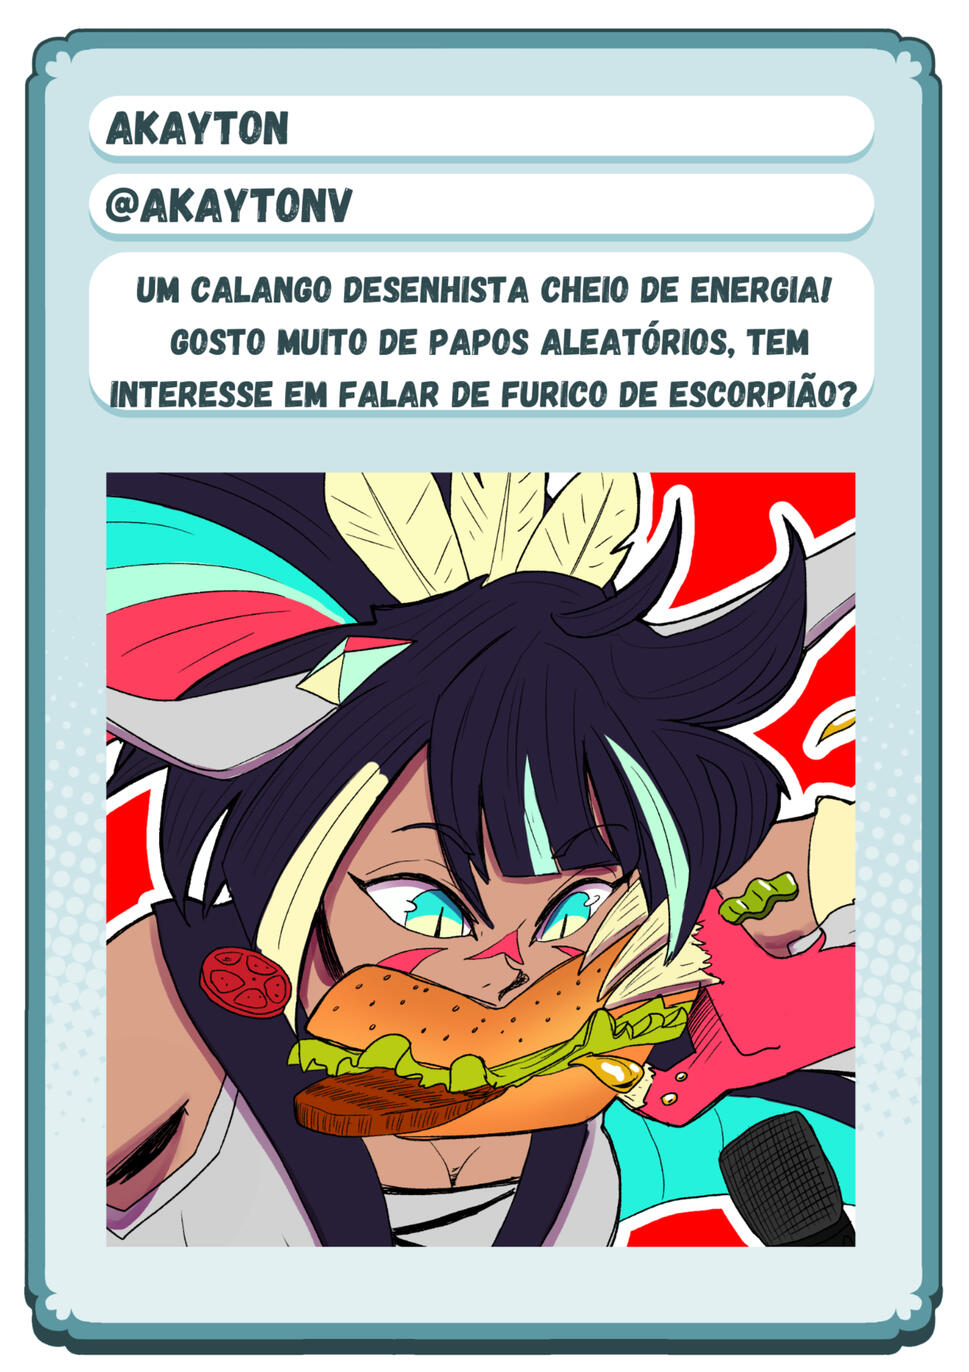 AKAYTON
@AKAYTONV
UM CALANGO DESENHISTA CHEIO DE ENERGIA!
GOSTO MUITO DE PAPOS ALEATÓRIOS, TEM
INTERESSE EM FALAR DE FURICO DE ESCORPIÃO?